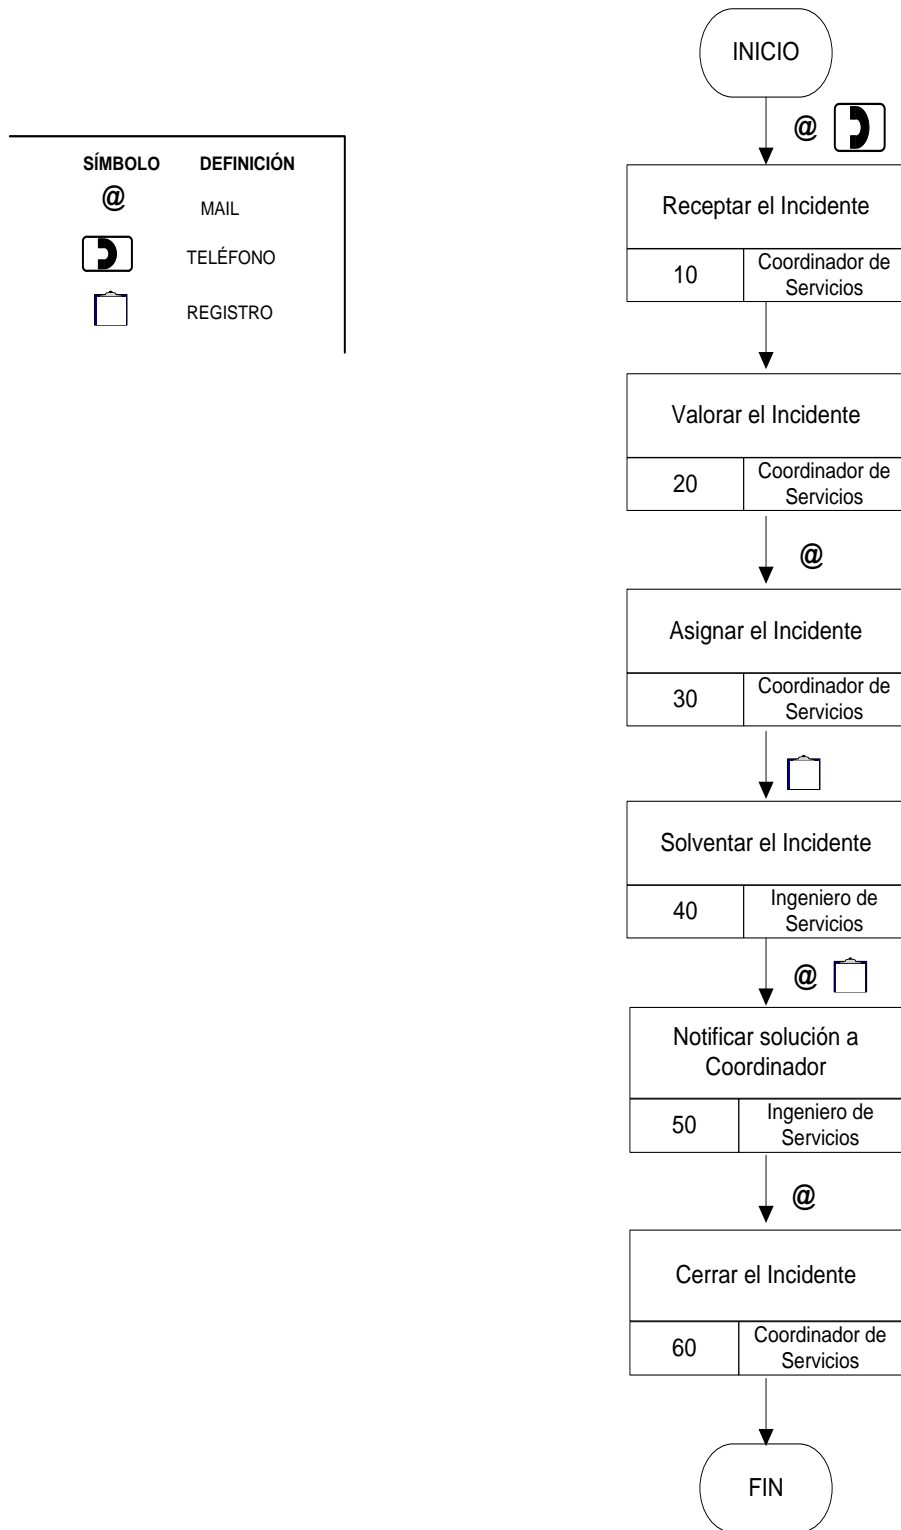 SÍMBOLO DEFINICIÓN
@ MAIL
TELÉFONO
REGISTRO
INICIO
@
Receptar el Incidente
10
Coordinador de
Servicios
Valorar el Incidente
20
Coordinador de
Servicios
@
Asignar el Incidente
30
Coordinador de
Servicios
Solventar el Incidente
40
Ingeniero de
Servicios
@
Notificar solución a
Coordinador
50
Ingeniero de
Servicios
@
Cerrar el Incidente
60
Coordinador de
Servicios
FIN